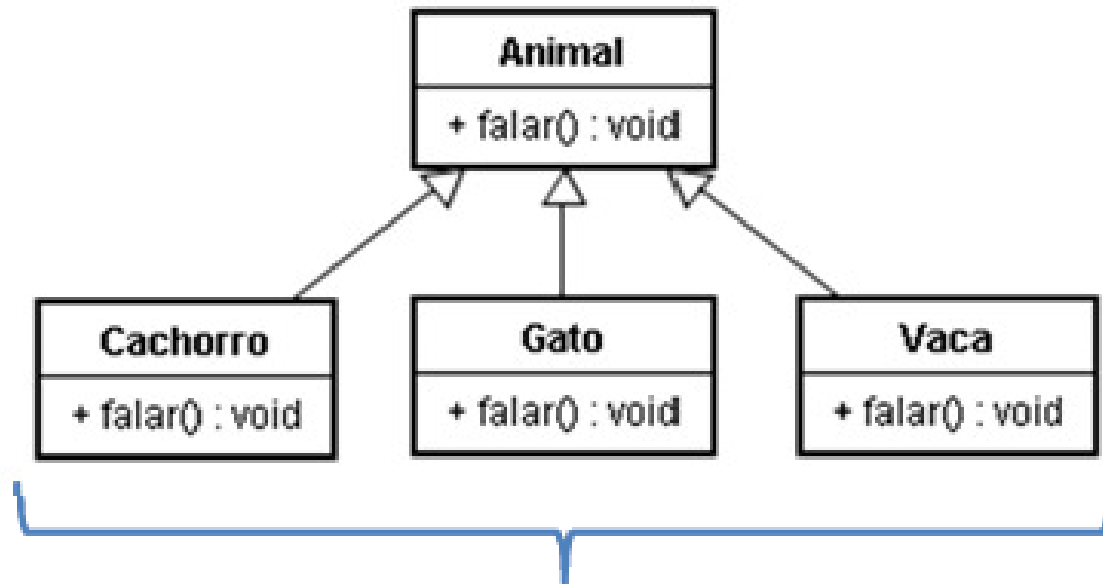 Animal
+ falar() : void
Cachorro
+ falar() : void
Gato
+ falar() : void
Vaca
+ falar() : void